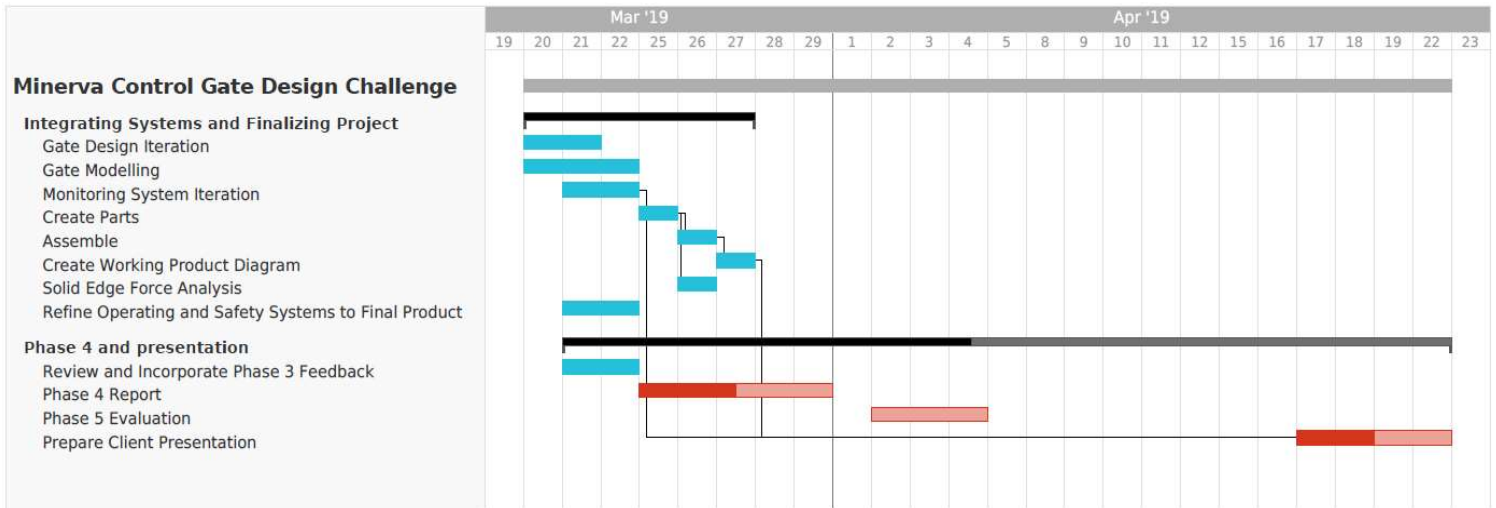 Mar '19 Apr '19
19 20 21 22 25 26 27 28 29 1 2 3 4 5 8 9 10 11 12 15 16 17 18 19 22 23
Minerva Control Gate Design Challenge
Integrating Systems and Finalizing Project
Gate Design Iteration
Gate Modelling
Monitoring System Iteration
Create Parts
Assemble
Create Working Product Diagram
Solid Edge Force Analysis
Refine Operating and Safety Systems to Final Product
Phase 4 and presentation
Review and Incorporate Phase 3 Feedback
Phase 4 Report
Phase 5 Evaluation
Prepare Client Presentation